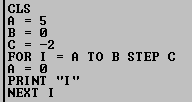 CLS
A = 5
B = 0
C = -2
FOR I = A TO B STEP C
A = 0
PRINT "I"
NEXT I